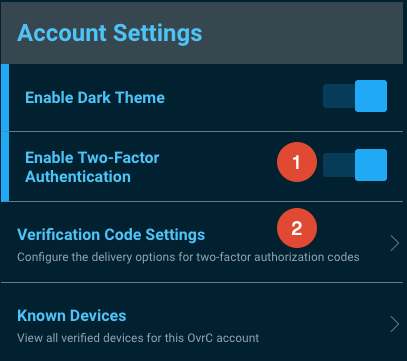 Account Settings
Enable Dark Theme
Enable Two-Factor
Authentication
1
2
Verification Code Settings
Configure the delivery options for two-factor authorization codes
Known Devices
View all verified devices for this OvrC account